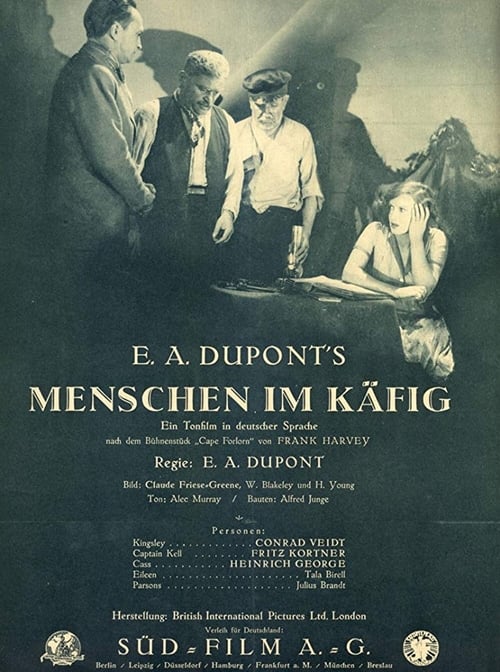 E. A. DUPONT'S
MENSCHEN IM KÄFIG
Ein Tonfilm in deutscher Sprache
nach dem Bühnenstück „Cape Forlorn" von FRANK HARVEY
Regie: E. A. DUPONT
Bild: Claude Friese-Greene, W. Blakeley und H. Young
Ton: Alec Murray / Bauten: Alfred Junge
Personen:
Kingsley . . . . . . . . . . . . CONRAD VEIDT
Captain Kell . . . . . . . . FRITZ KORTNER
Cass . . . . . . . . . . . HEINRICH GEORGE
Eileen . . . . . . . . . . . . . . . . . . . Tala Birell
Parsons . . . . . . . . . . . . . . . . . Julius Brandt
Herstellung: British International Pictures Ltd. London
Verleih für Deutschland:
SÜD-FILM A.-G.
Berlin / Leipzig / Düsseldorf / Hamburg / Frankfurt a. M. / München / Breslau